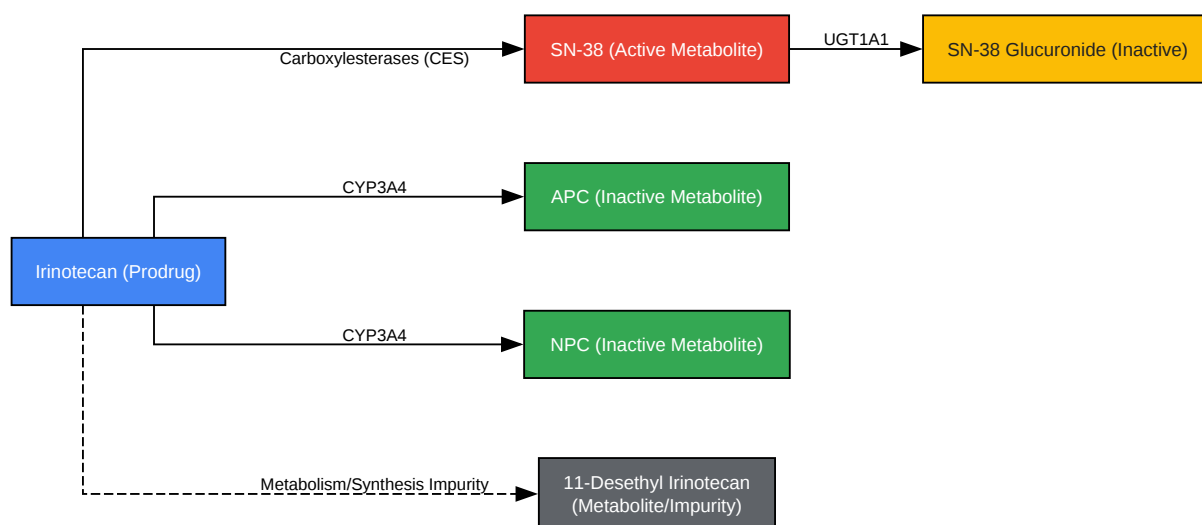 SN-38 (Active Metabolite)
UGT1A1
SN-38 Glucuronide (Inactive)
Carboxylesterases (CES)
CYP3A4
APC (Inactive Metabolite)
Irinotecan (Prodrug)
CYP3A4
NPC (Inactive Metabolite)
Metabolism/Synthesis Impurity
11-Desethyl Irinotecan
(Metabolite/Impurity)